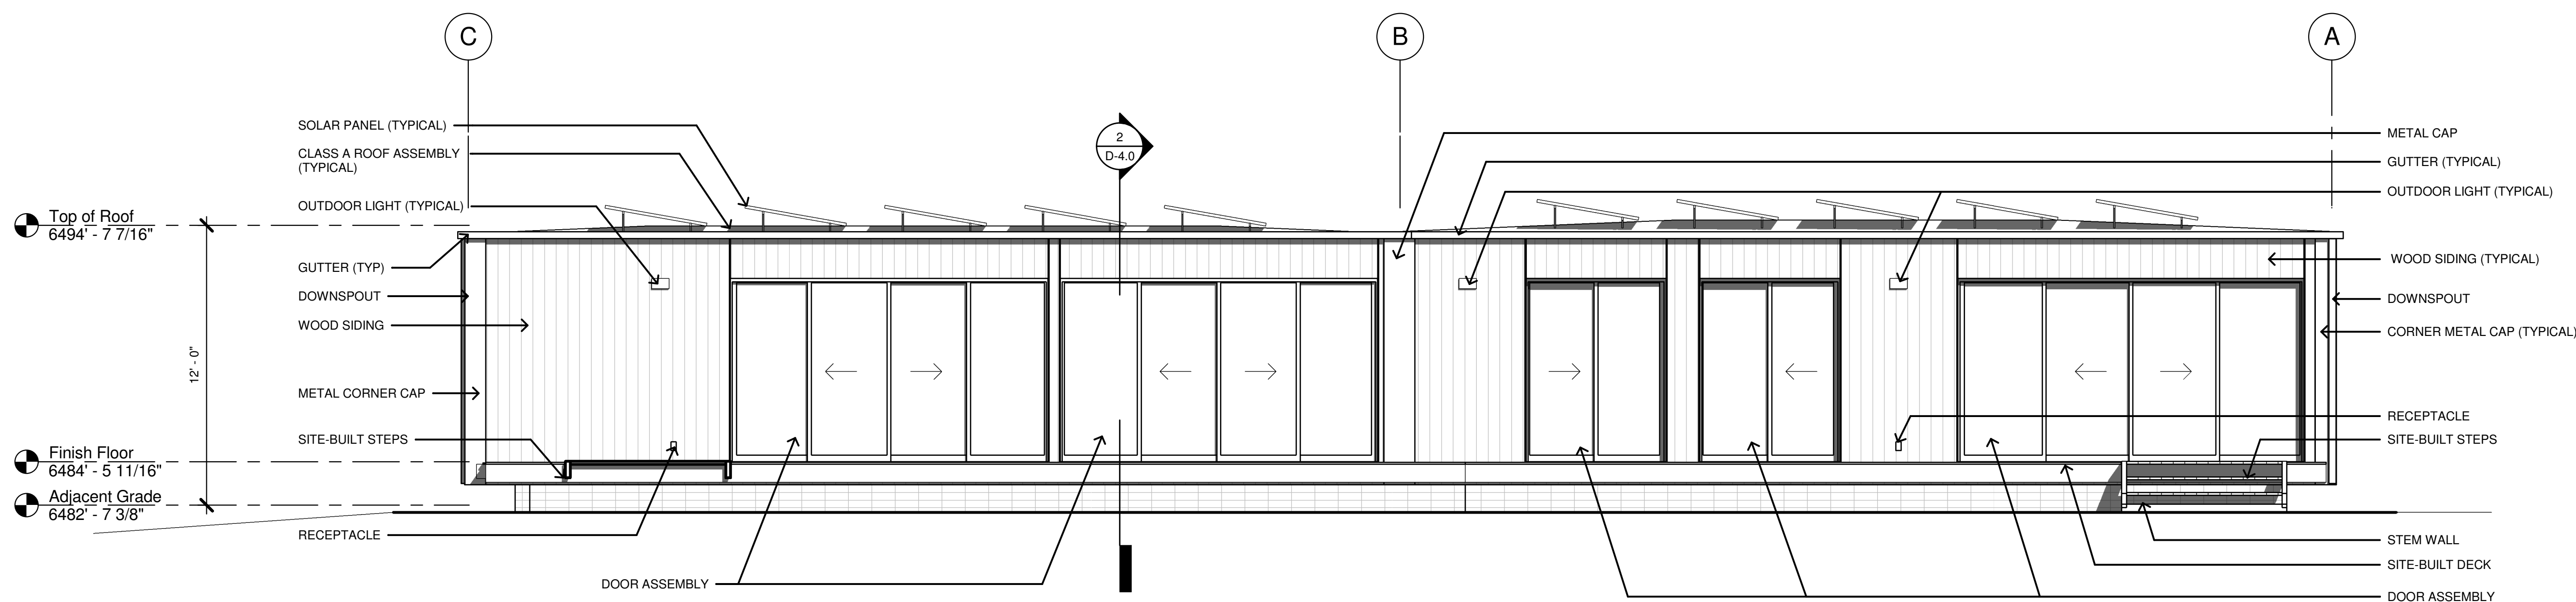 C
B
A
SOLAR PANEL (TYPICAL)
CLASS A ROOF ASSEMBLY
(TYPICAL)
OUTDOOR LIGHT (TYPICAL)
2
D-4.0
METAL CAP
GUTTER (TYPICAL)
OUTDOOR LIGHT (TYPICAL)
Top of Roof
6494' - 7 7/16"
GUTTER (TYP)
DOWNSPOUT
WOOD SIDING
METAL CORNER CAP
SITE-BUILT STEPS
12' - 0"
Finish Floor
6484' - 5 11/16"
Adjacent Grade
6482' - 7 3/8"
RECEPTACLE
DOOR ASSEMBLY
WOOD SIDING (TYPICAL)
DOWNSPOUT
CORNER METAL CAP (TYPICAL)
RECEPTACLE
SITE-BUILT STEPS
STEM WALL
SITE-BUILT DECK
DOOR ASSEMBLY